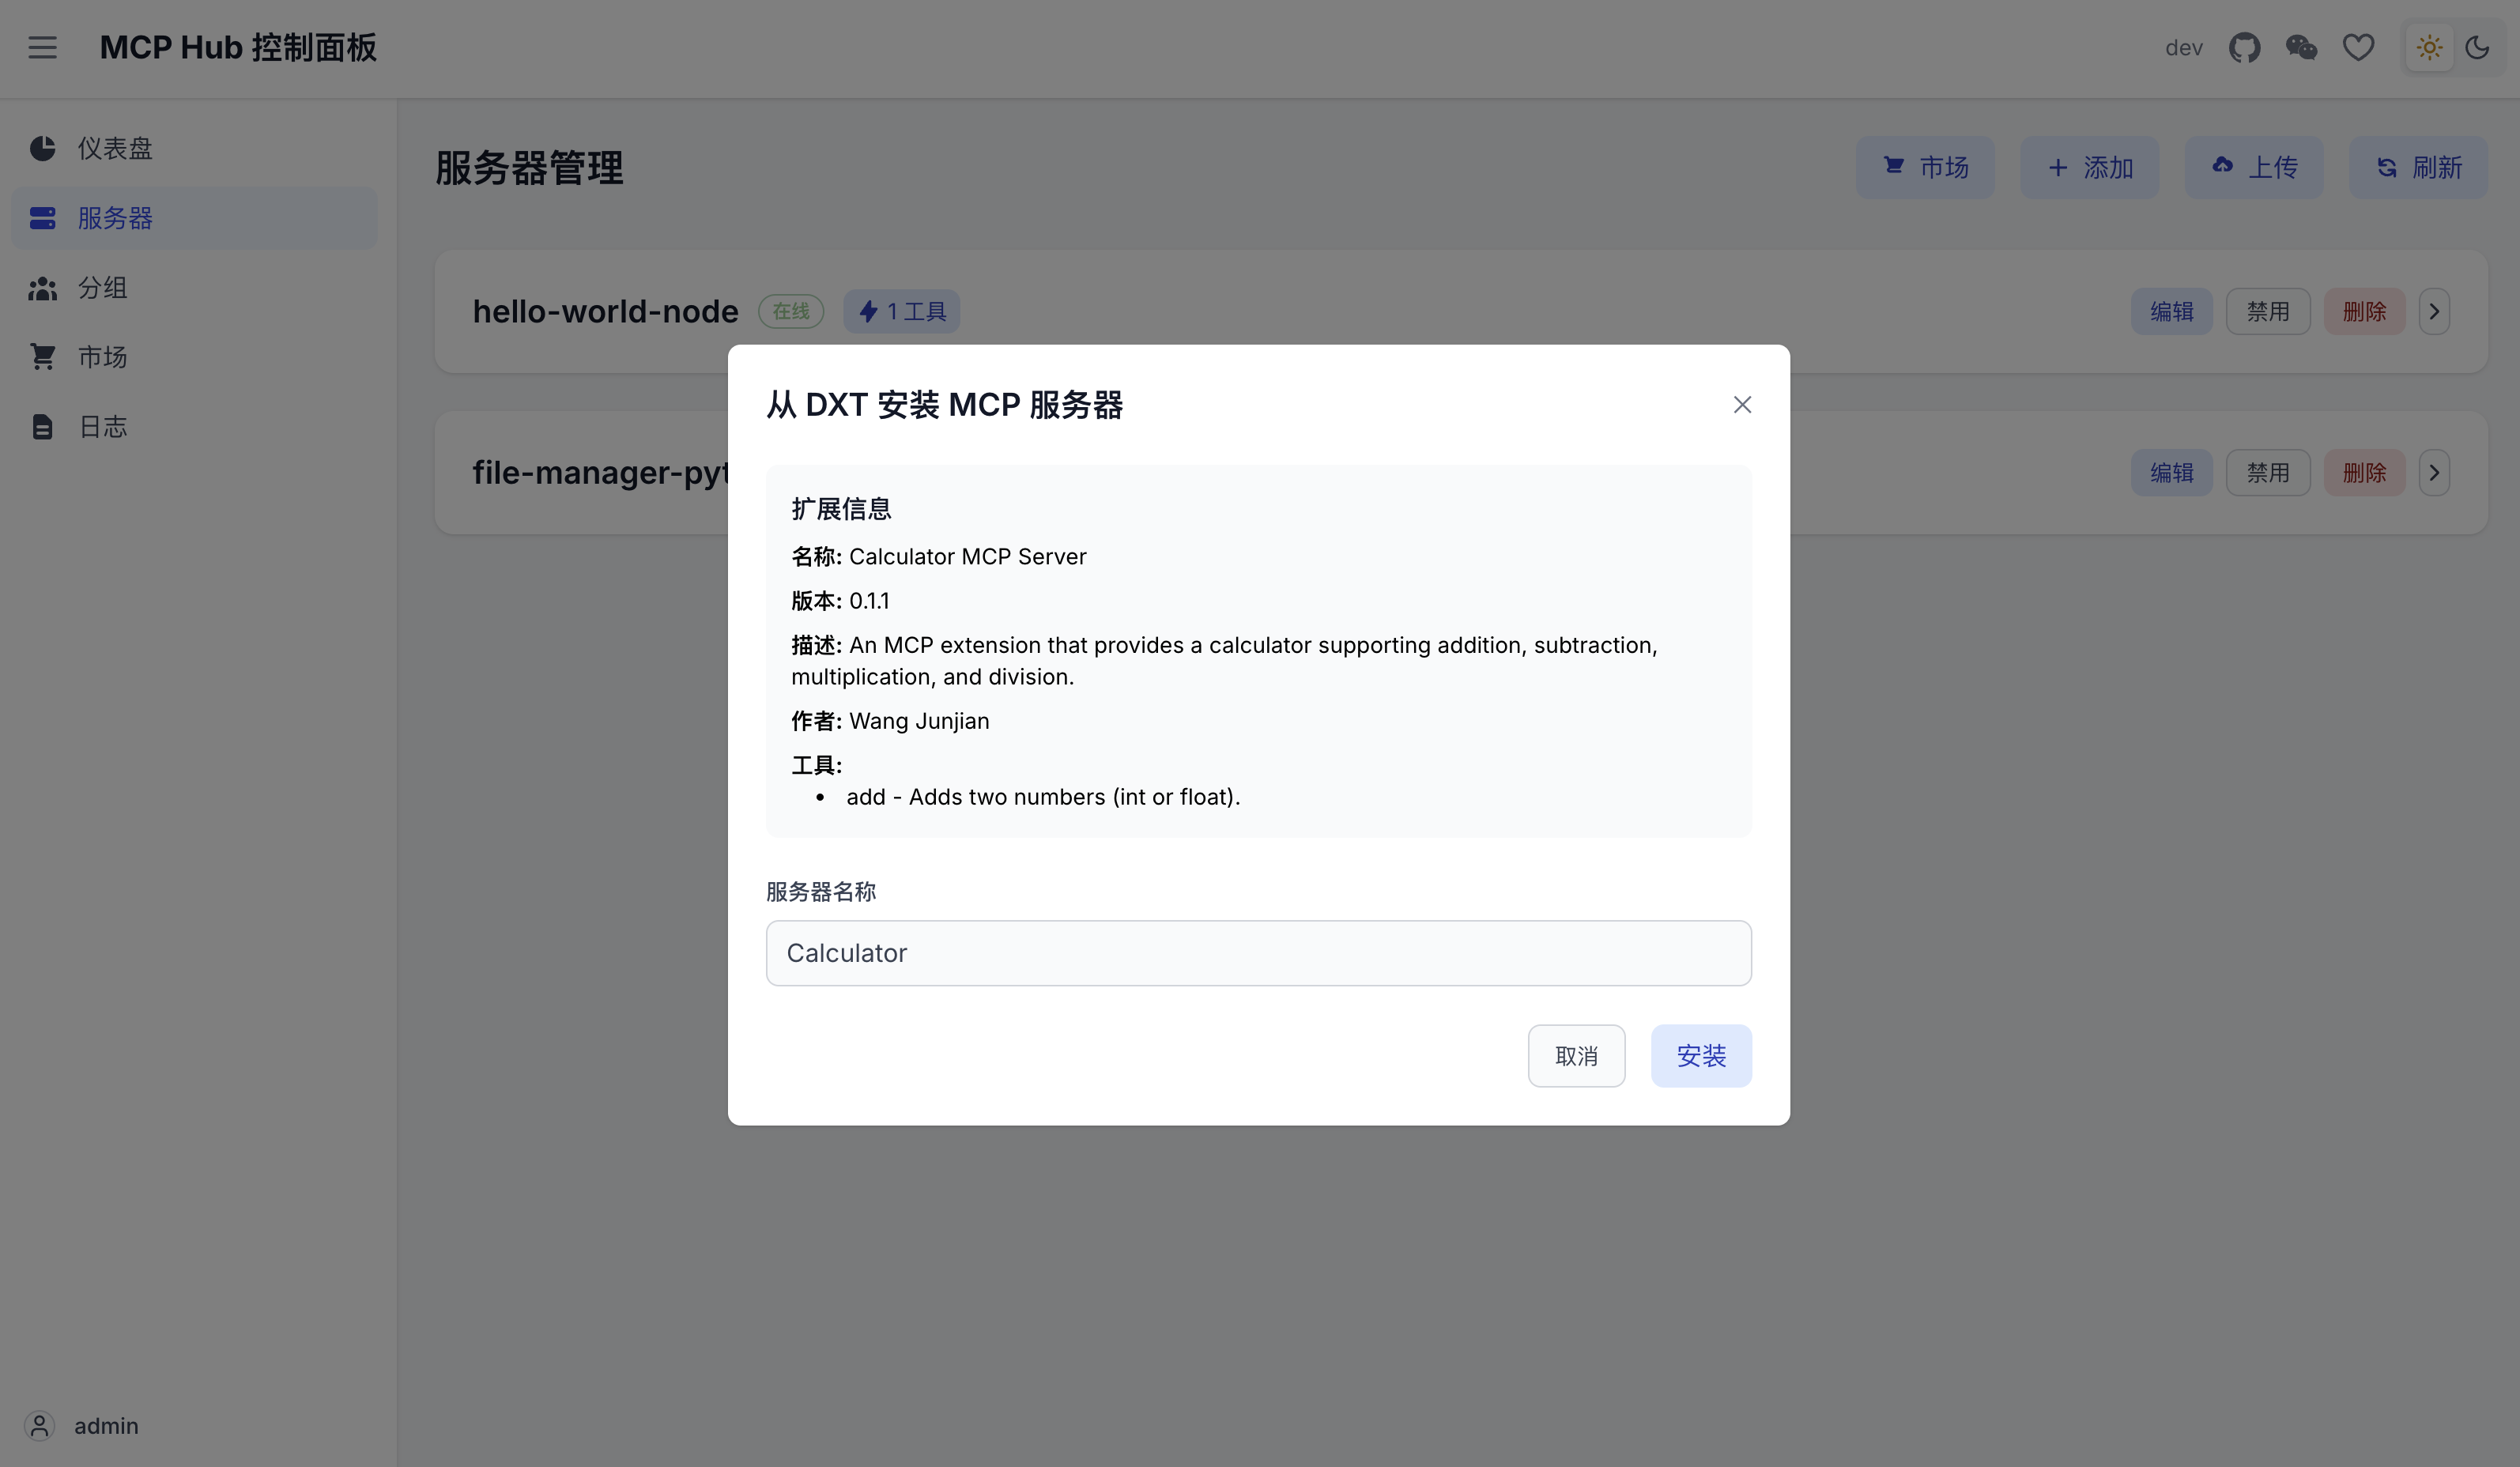 MCP Hub 控制面板
dev
仪表盘
服务器
分组
市场
日志
admin
服务器管理
市场
添加
上传
刷新
hello-world-node 在线 1 工具
编辑 禁用 删除
file-manager-pyt
编辑 禁用 删除
从 DXT 安装 MCP 服务器
扩展信息
名称: Calculator MCP Server
版本: 0.1.1
描述: An MCP extension that provides a calculator supporting addition, subtraction,
multiplication, and division.
作者: Wang Junjian
工具:
• add - Adds two numbers (int or float).
服务器名称
Calculator
取消
安装